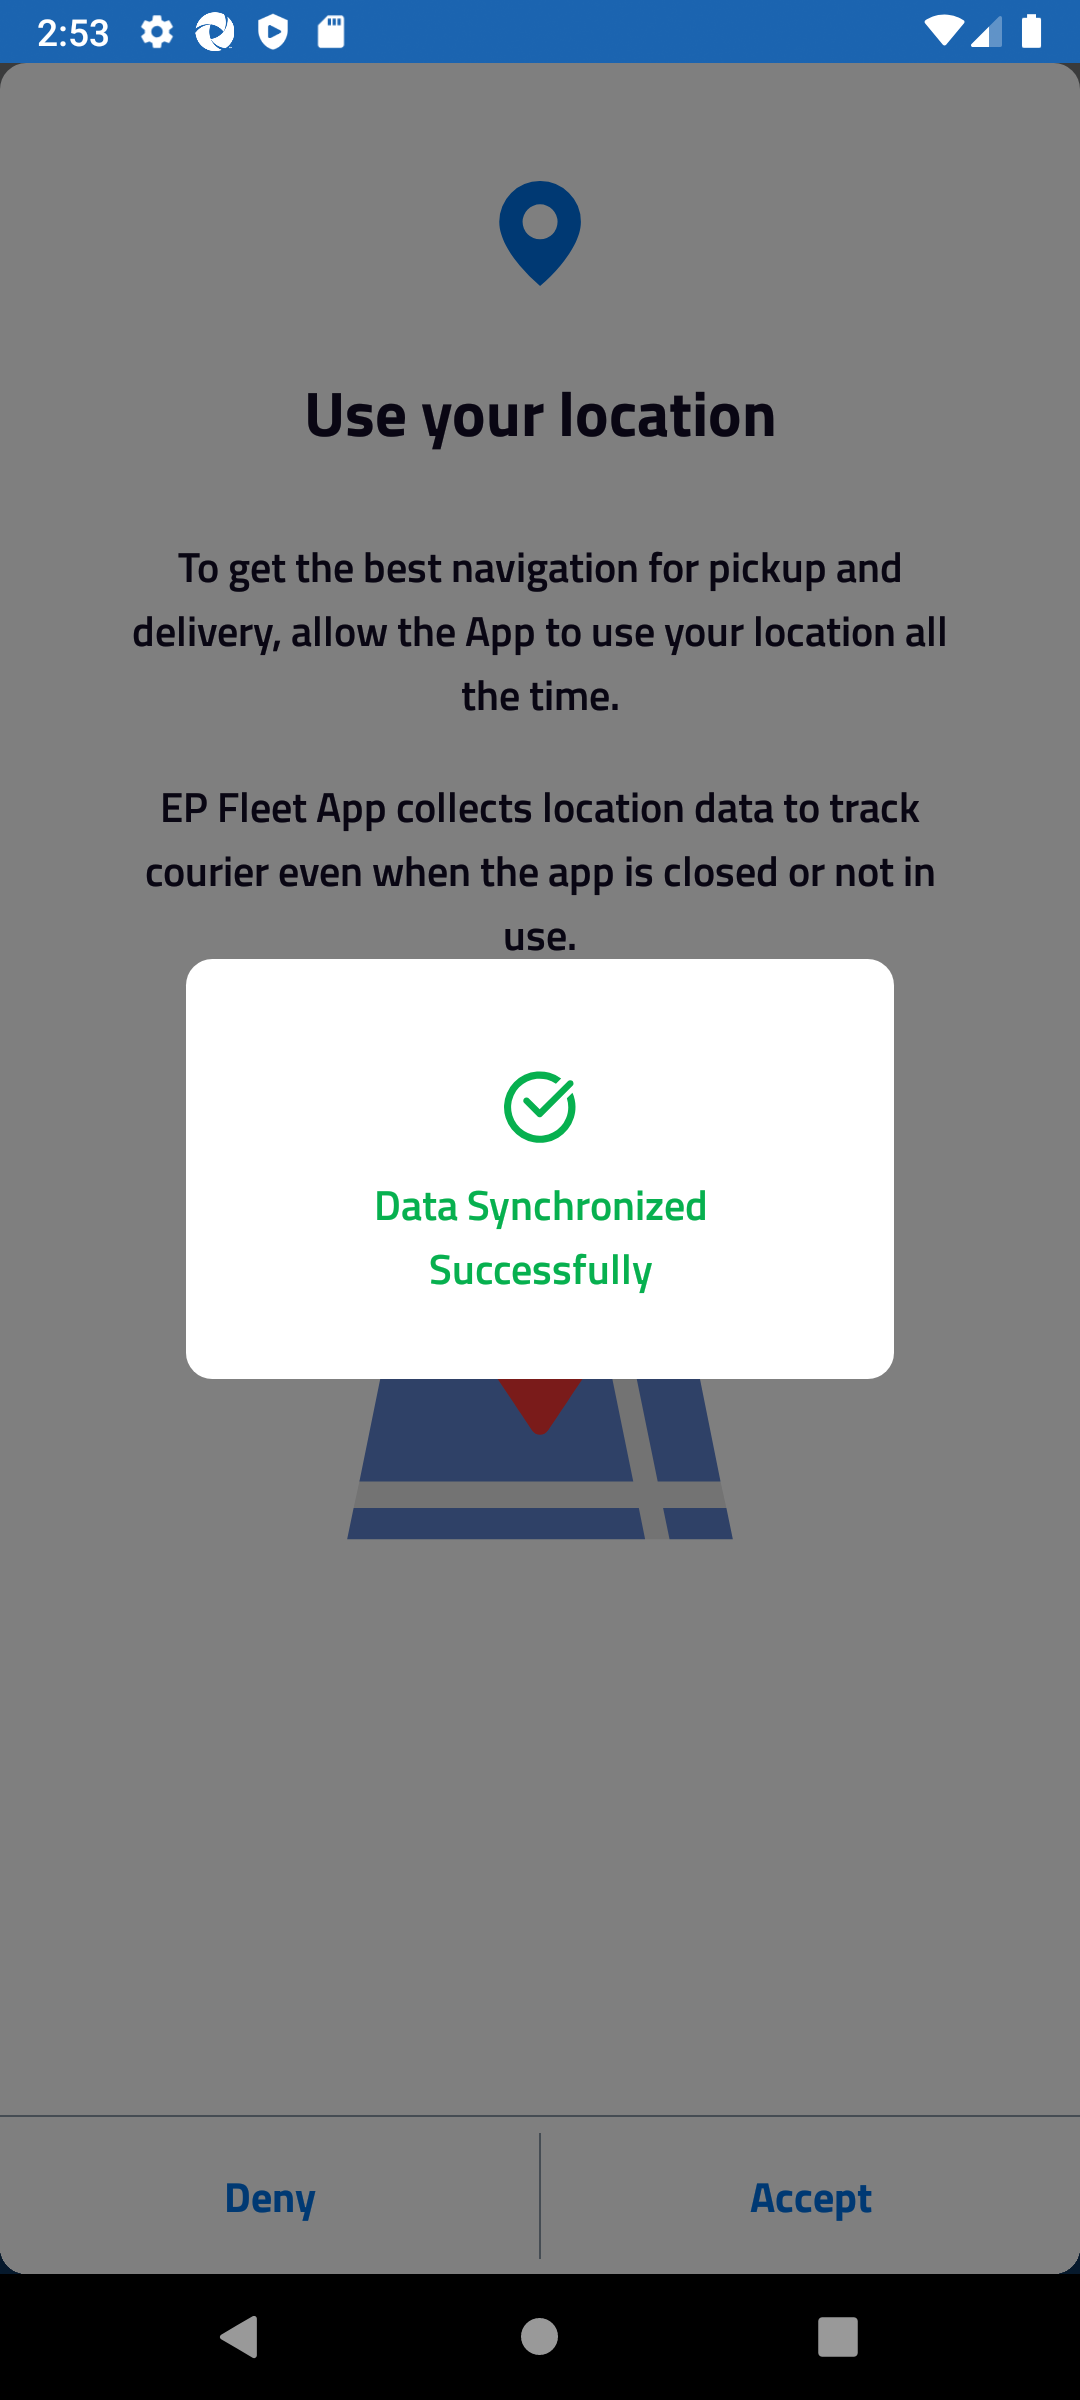 2:53
Use your location
To get the best navigation for pickup and
delivery, allow the App to use your location all
the time.
EP Fleet App collects location data to track
courier even when the app is closed or not in
use.
Data Synchronized
Successfully
Deny
Accept